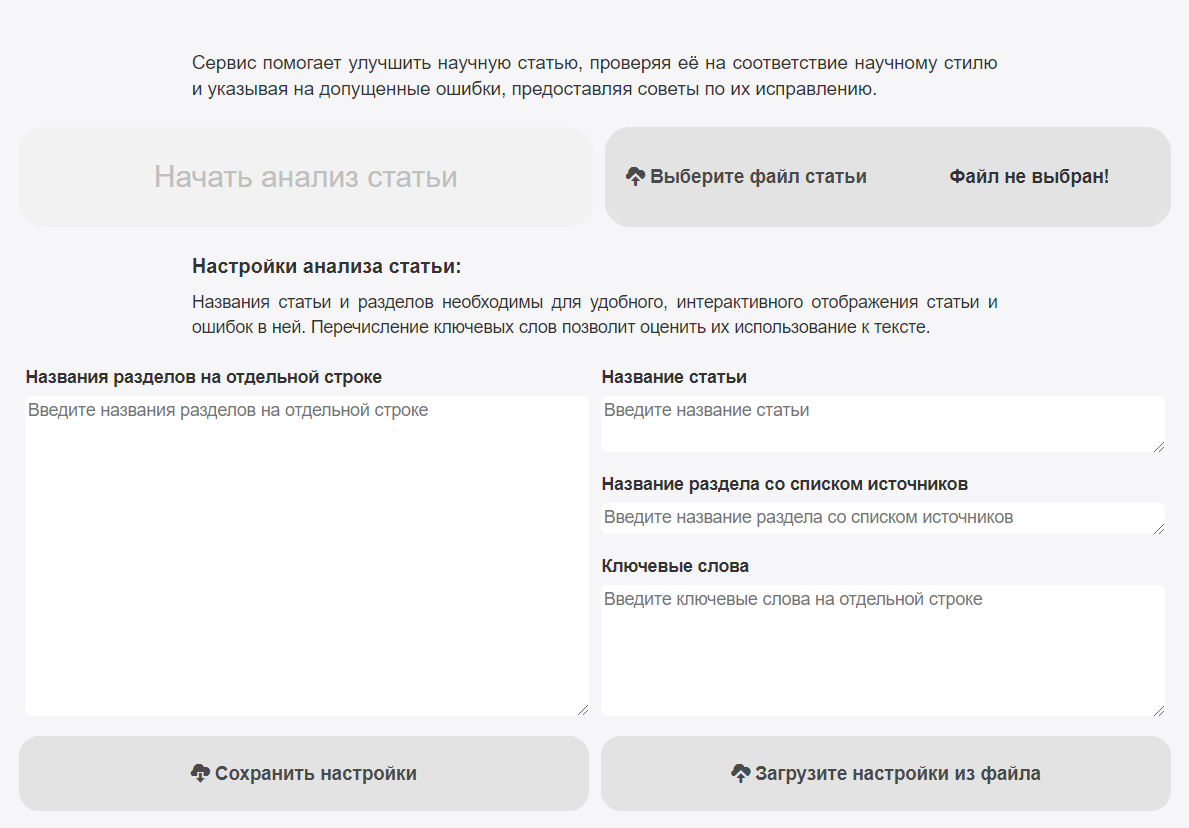 Сервис помогает улучшить научную статью, проверяя её на соответствие научному стилю
и указывая на допущенные ошибки, предоставляя советы по их исправлению.
Начать анализ статьи
Выберите файл статьи
Файл не выбран!
Настройки анализа статьи:
Названия статьи и разделов необходимы для удобного, интерактивного отображения статьи и
ошибок в ней. Перечисление ключевых слов позволит оценить их использование к тексте.
Названия разделов на отдельной строке
Введите названия разделов на отдельной строке
Название статьи
Введите название статьи
Название раздела со списком источников
Введите название раздела со списком источников
Ключевые слова
Введите ключевые слова на отдельной строке
Сохранить настройки
Загрузите настройки из файла